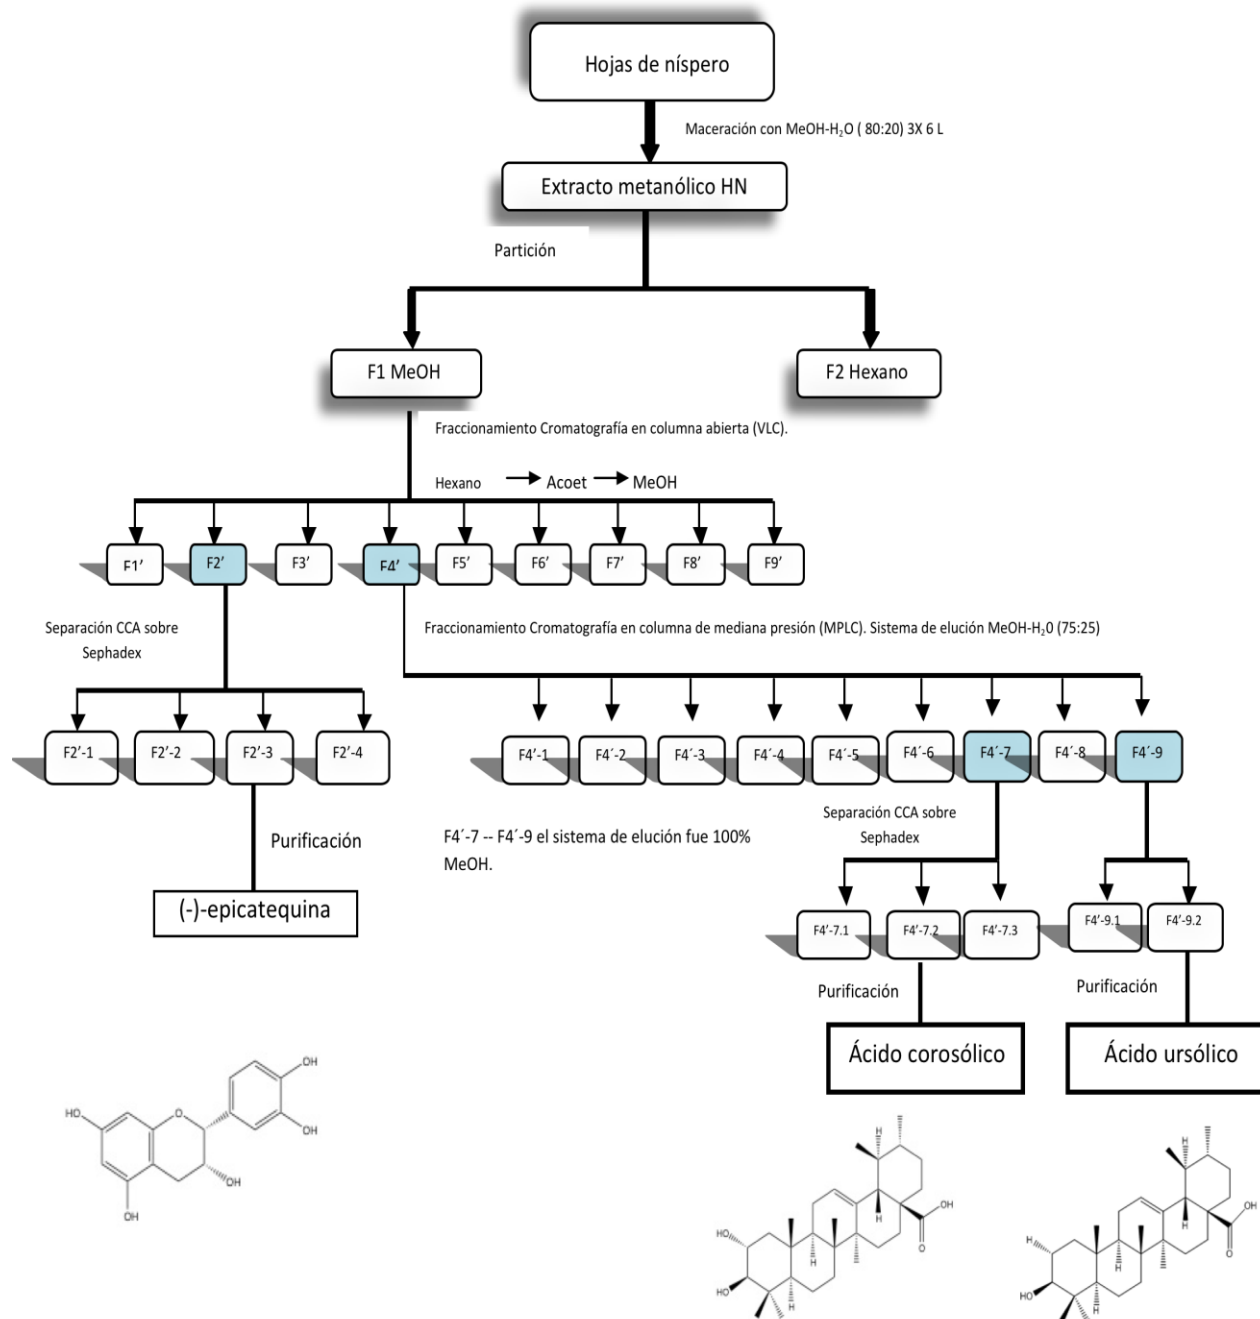 Hojas de níspero
Maceración con MeOH-H₂O ( 80:20) 3X 6 L
Extracto metanólico HN
Partición
F1 MeOH
F2 Hexano
Fraccionamiento Cromatografía en columna abierta (VLC).
Hexano → Acoet → MeOH
F1’ F2’ F3’ F4’ F5’ F6’ F7’ F8’ F9’
Separación CCA sobre
Sephadex
Fraccionamiento Cromatografía en columna de mediana presión (MPLC). Sistema de elución MeOH-H₂0 (75:25)
F2’-1 F2’-2 F2’-3 F2’-4
F4’-1 F4´-2 F4´-3 F4´-4 F4´-5 F4´-6 F4´-7 F4´-8 F4´-9
Purificación
(-)-epicatequina
F4´-7 -- F4´-9 el sistema de elución fue 100%
MeOH.
Separación CCA sobre
Sephadex
F4’-7.1 F4’-7.2 F4’-7.3
F4’-9.1 F4’-9.2
Purificación
Purificación
Ácido corosólico
Ácido ursólico
HO
O
OH
OH
OH
OH
HO
HO
H
H
H
H
OH
O
H
HO
H
H
H
H
OH
O